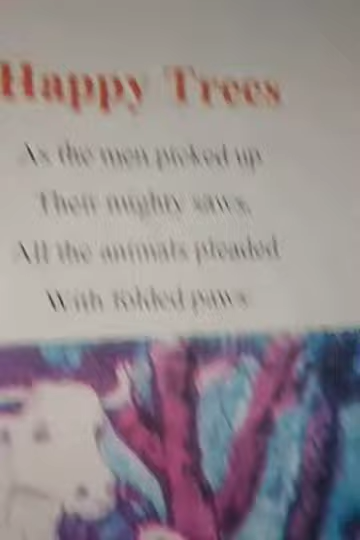 Happy Trees
As the men picked up
Their mighty saws,
All the animals pleaded
With folded paws.